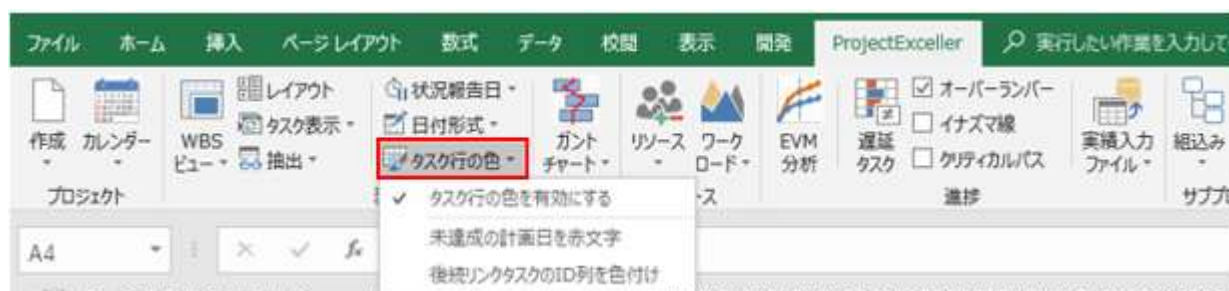 ファイル ホーム 挿入 ページ レイアウト 数式 データ 校閲 表示 開発 ProjectExceller 実行したい作業を入力して
作成
カレンダー
WBS
ビュー
レイアウト
タスク表示
抽出
状況報告日
日付形式
タスク行の色
ガント
チャート
リソース
ワーク
ロード
EVM
分析
遅延
タスク
オーバーランバー
イナズマ線
クリティカルパス
実績入力
ファイル
組込み
プロジェクト
ース
進捗
サブプ
タスク行の色を有効にする
未達成の計画日を赤文字
後続リンクタスクのID列を色付け
A4
fx